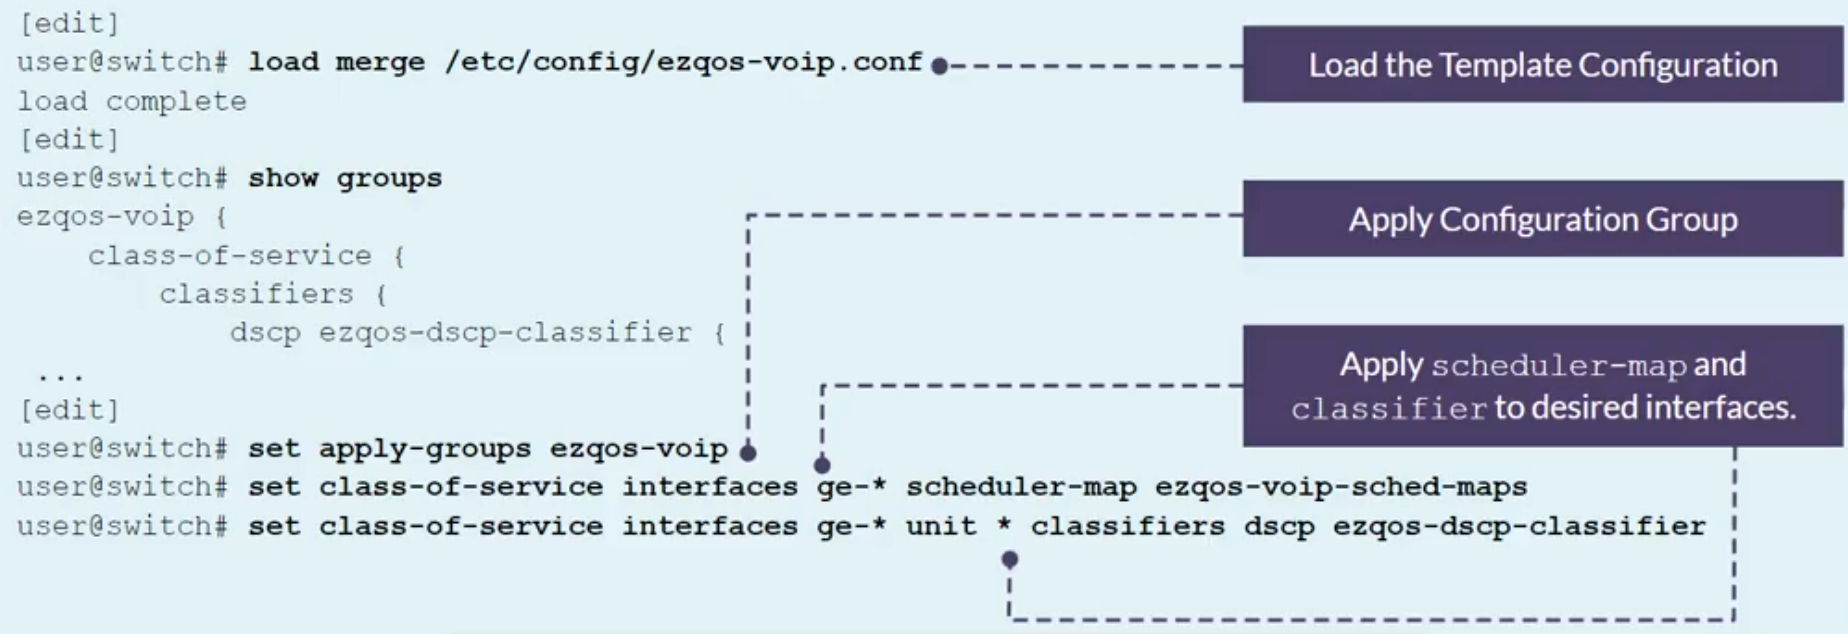 [edit]
user@switch# load merge /etc/config/ezqos-voip.conf
load complete
[edit]
user@switch# show groups
ezqos-voip {
class-of-service {
classifiers {
dscp ezqos-dscp-classifier {
...
[edit]
user@switch# set apply-groups ezqos-voip
user@switch# set class-of-service interfaces ge-* scheduler-map ezqos-voip-sched-maps
user@switch# set class-of-service interfaces ge-* unit * classifiers dscp ezqos-dscp-classifier
Load the Template Configuration
Apply Configuration Group
Apply scheduler-map and
classifier to desired interfaces.